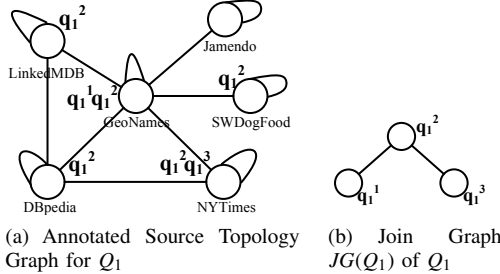 q₁²
Jamendo
LinkedMDB
q₁¹q₁²
q₁²
GeoNames
SWDogFood
q₁²
q₁²
q₁²q₁³
q₁¹
q₁³
DBpedia
NYTimes
(a) Annotated Source Topology
Graph for Q₁
(b) Join Graph
JG(Q₁) of Q₁